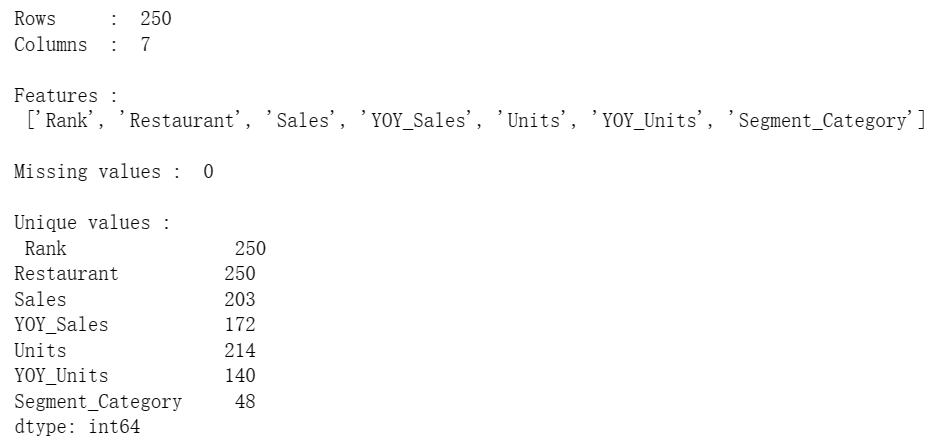 Rows     :  250
Columns  :  7
Features :
['Rank', 'Restaurant', 'Sales', 'YOY_Sales', 'Units', 'YOY_Units', 'Segment_Category']
Missing values :  0
Unique values :
Rank                250
Restaurant          250
Sales               203
YOY_Sales           172
Units               214
YOY_Units           140
Segment_Category     48
dtype: int64